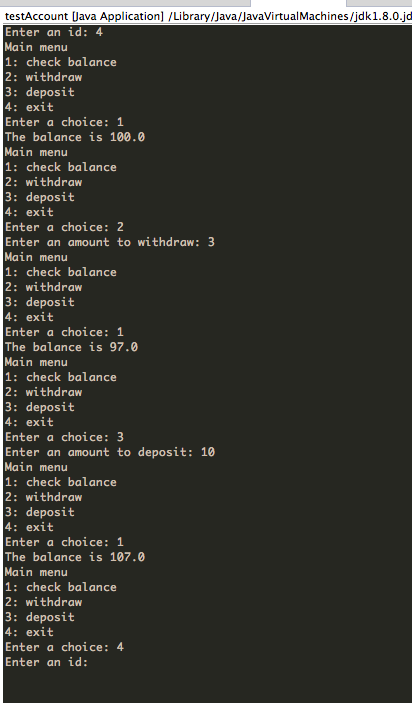 testAccount [Java Application] /Library/Java/JavaVirtualMachines/jdk1.8.0.jd
Enter an id: 4
Main menu
1: check balance
2: withdraw
3: deposit
4: exit
Enter a choice: 1
The balance is 100.0
Main menu
1: check balance
2: withdraw
3: deposit
4: exit
Enter a choice: 2
Enter an amount to withdraw: 3
Main menu
1: check balance
2: withdraw
3: deposit
4: exit
Enter a choice: 1
The balance is 97.0
Main menu
1: check balance
2: withdraw
3: deposit
4: exit
Enter a choice: 3
Enter an amount to deposit: 10
Main menu
1: check balance
2: withdraw
3: deposit
4: exit
Enter a choice: 1
The balance is 107.0
Main menu
1: check balance
2: withdraw
3: deposit
4: exit
Enter a choice: 4
Enter an id: